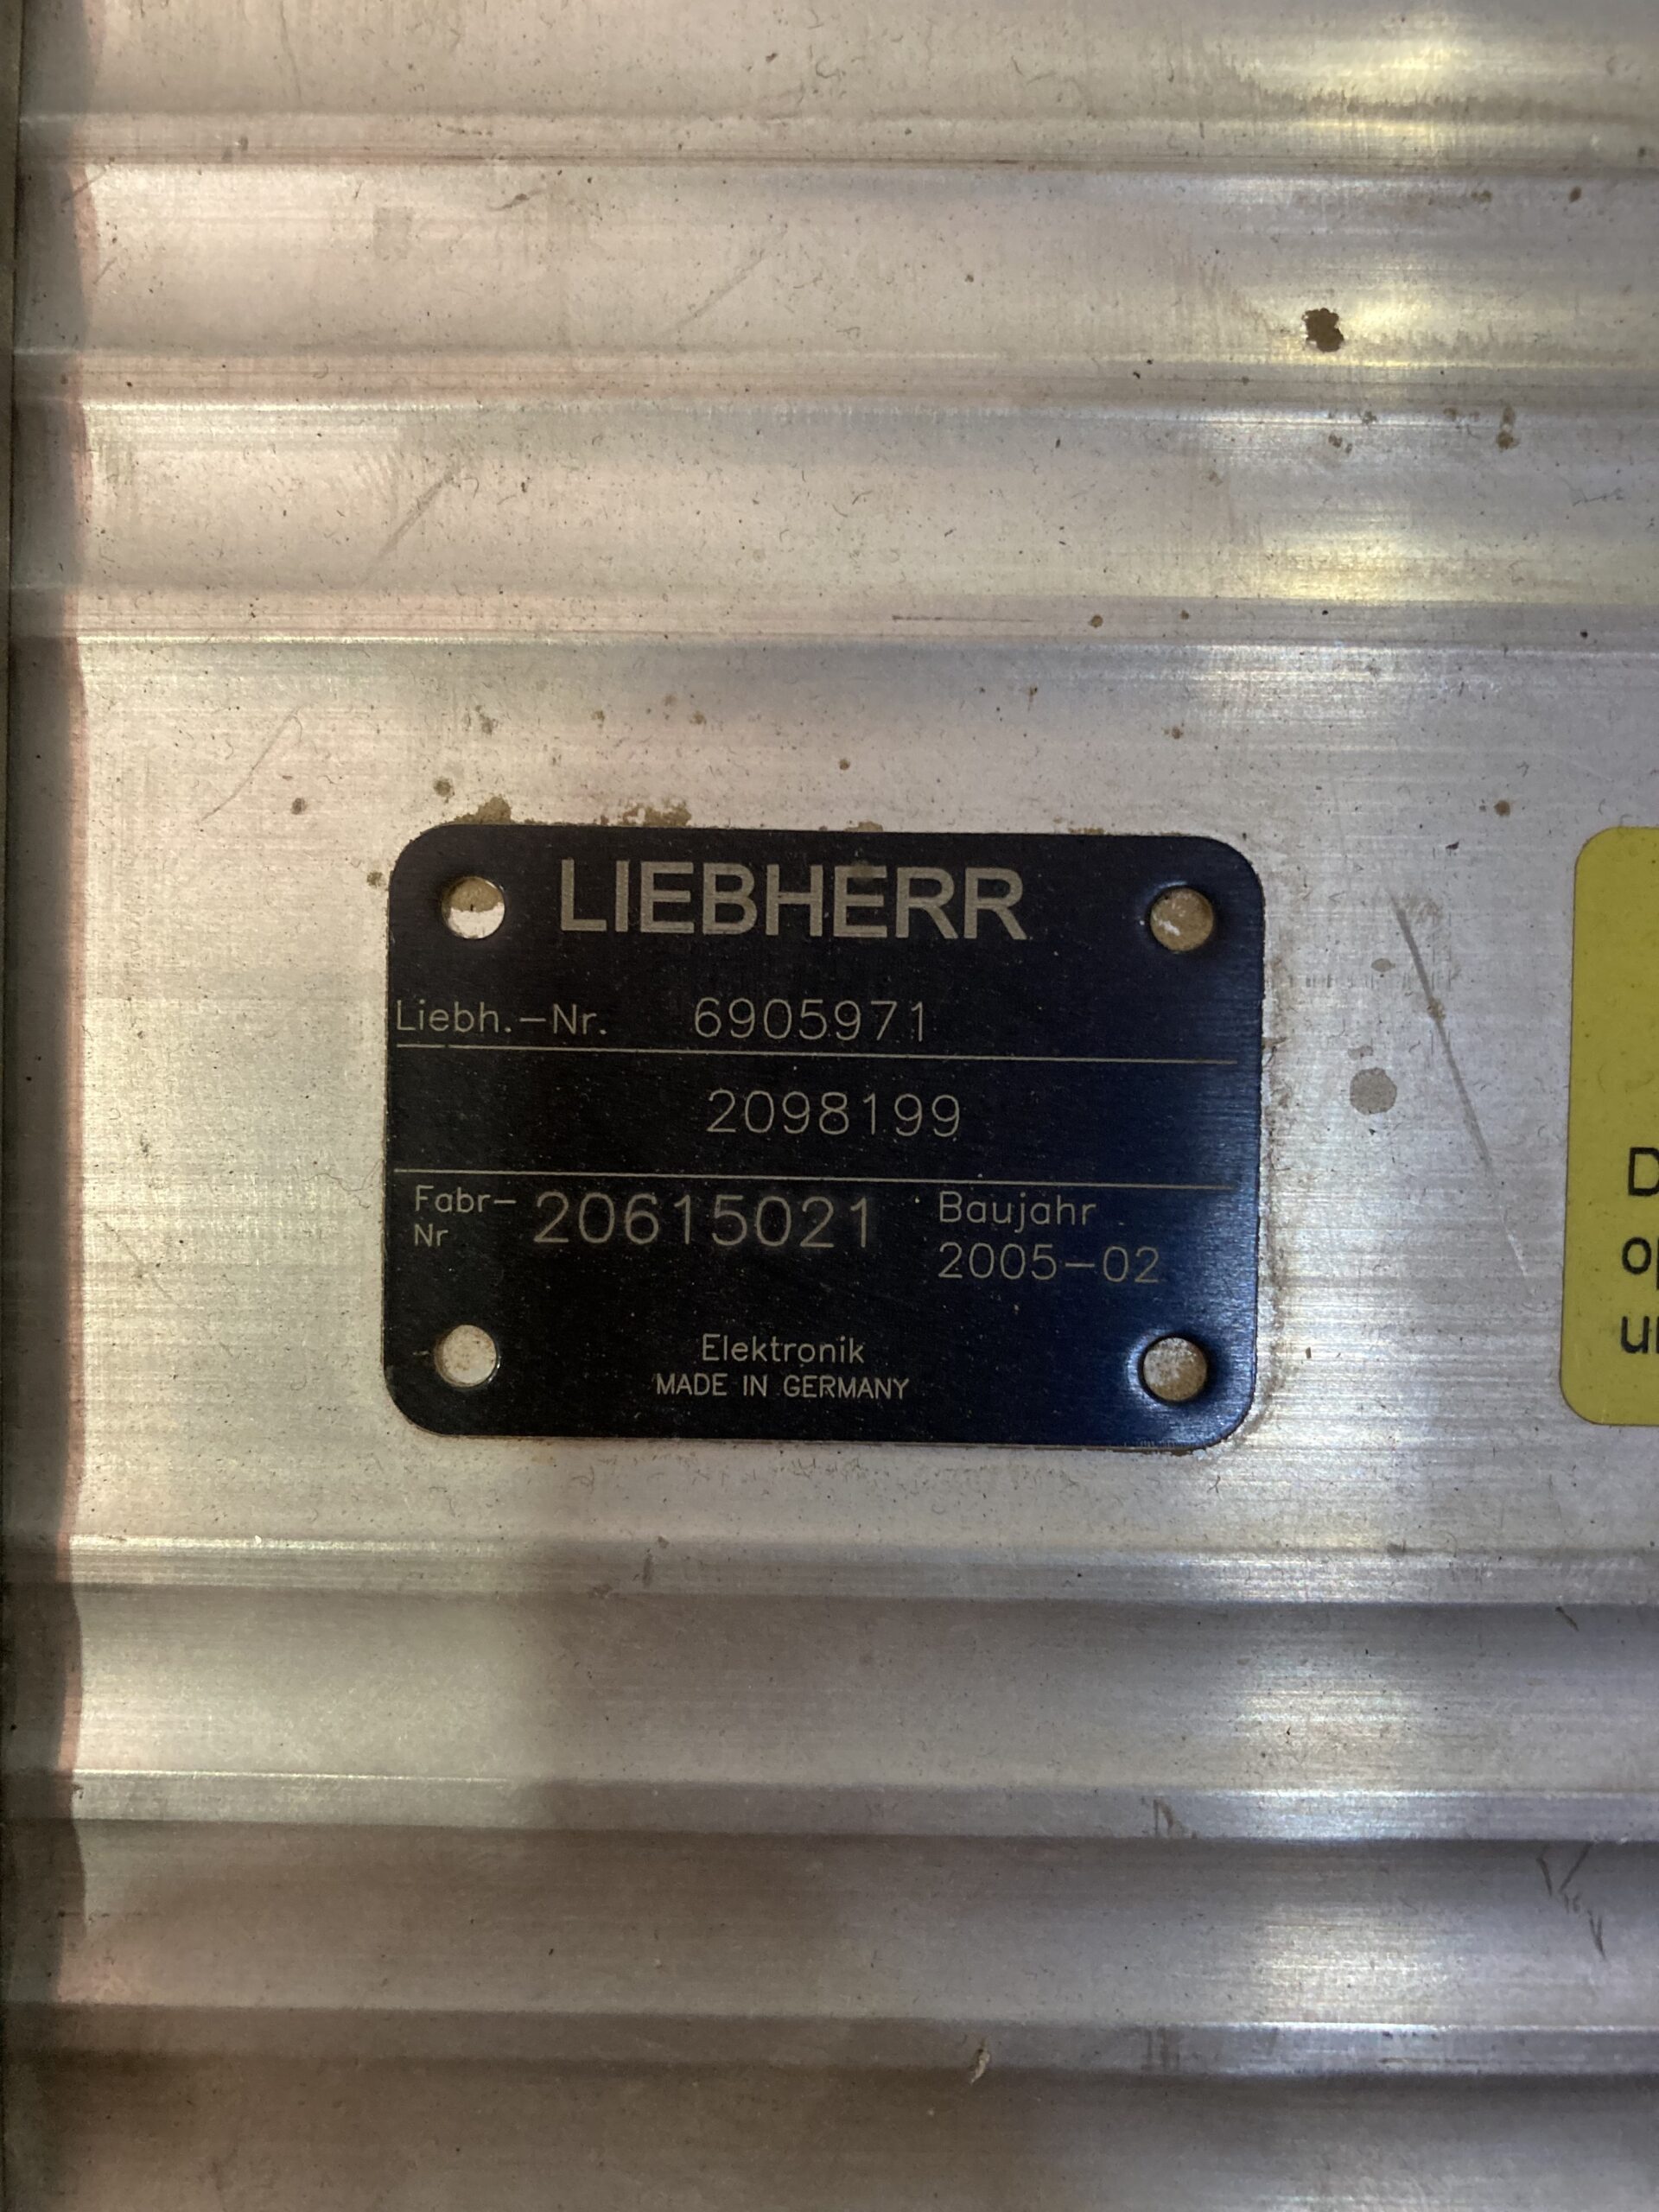 LIEBHERR
Liebh.-Nr. 6905971
2098199
Fabr-Nr 20615021 Baujahr
2005-02
Elektronik
MADE IN GERMANY